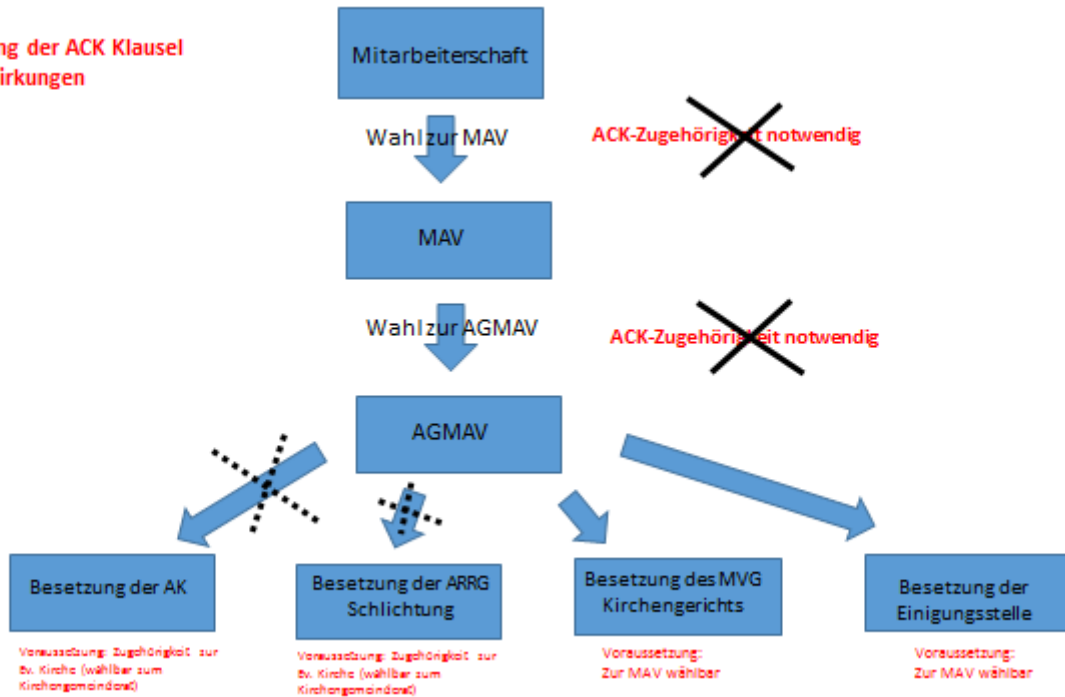 ng der ACK Klausel
irkungen
Mitarbeiterschaft
Wahl zur MAV
ACK-Zugehörigkeit notwendig
MAV
Wahl zur AGMAV
ACK-Zugehörigkeit notwendig
AGMAV
Besetzung der AK
Besetzung der ARRG
Schlichtung
Besetzung des MVG
Kirchengerichts
Besetzung der
Einigungsstelle
Voraussetzung: Zugehörigkeit zur
Ev. Kirche (wählbar zum
Kirchengemeinderat)
Voraussetzung: Zugehörigkeit zur
Ev. Kirche (wählbar zum
Kirchengemeinderat)
Voraussetzung:
Zur MAV wählbar
Voraussetzung:
Zur MAV wählbar